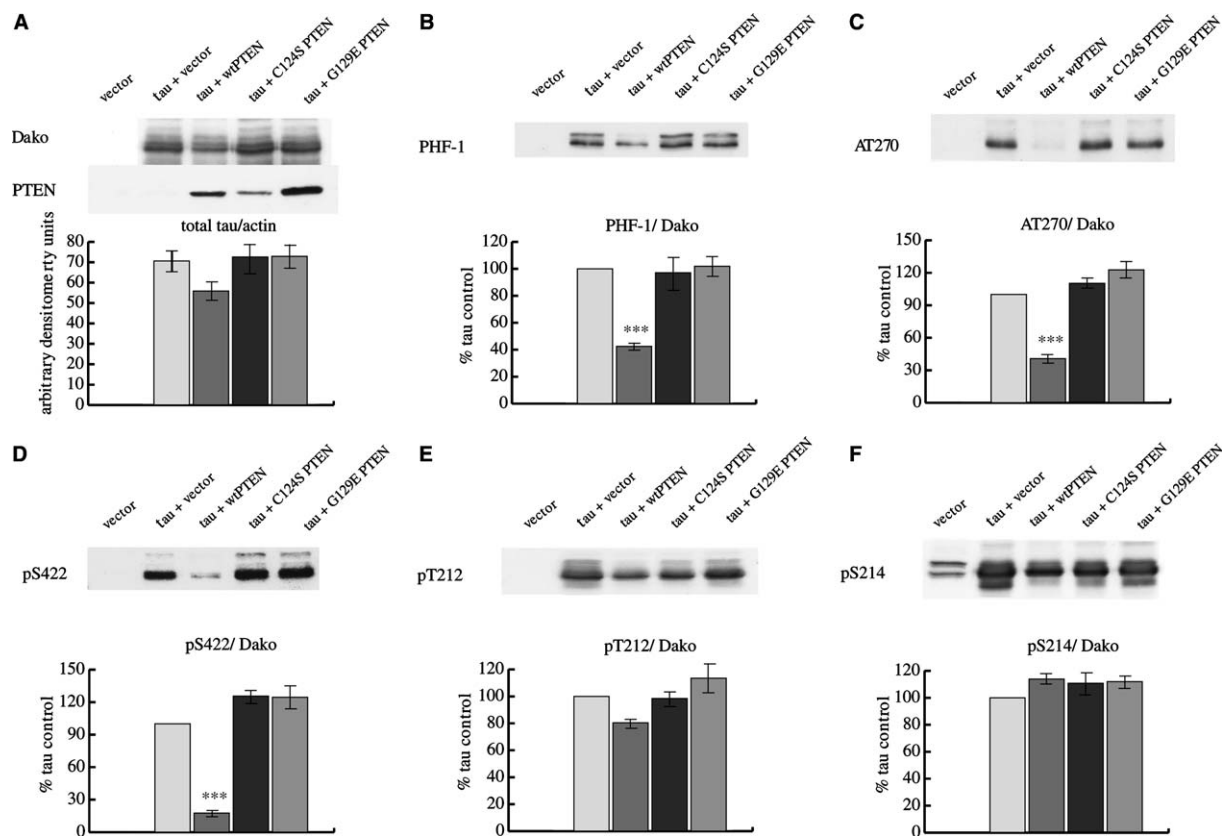 A
vector
tau + vector
tau + wtPTEN
tau + C124S PTEN
tau + G129E PTEN
Dako
PTEN
total tau/actin
arbitrary densitomerty units
80
70
60
50
40
30
20
10
0
B
vector
tau + vector
tau + wtPTEN
tau + C124S PTEN
tau + G129E PTEN
PHF-1
PHF-1/ Dako
% tau control
120
100
80
60
40
20
0
***
C
vector
tau + vector
tau + wtPTEN
tau + C124S PTEN
tau + G129E PTEN
AT270
AT270/ Dako
% tau control
150
120
90
60
30
0
***
D
vector
tau + vector
tau + wtPTEN
tau + C124S PTEN
tau + G129E PTEN
pS422
pS422/ Dako
% tau control
150
120
90
60
30
0
***
E
vector
tau + vector
tau + wtPTEN
tau + C124S PTEN
tau + G129E PTEN
pT212
pT212/ Dako
% tau control
120
100
80
60
40
20
0
F
vector
tau + vector
tau + wtPTEN
tau + C124S PTEN
tau + G129E PTEN
pS214
pS214/ Dako
% tau control
120
100
80
60
40
20
0